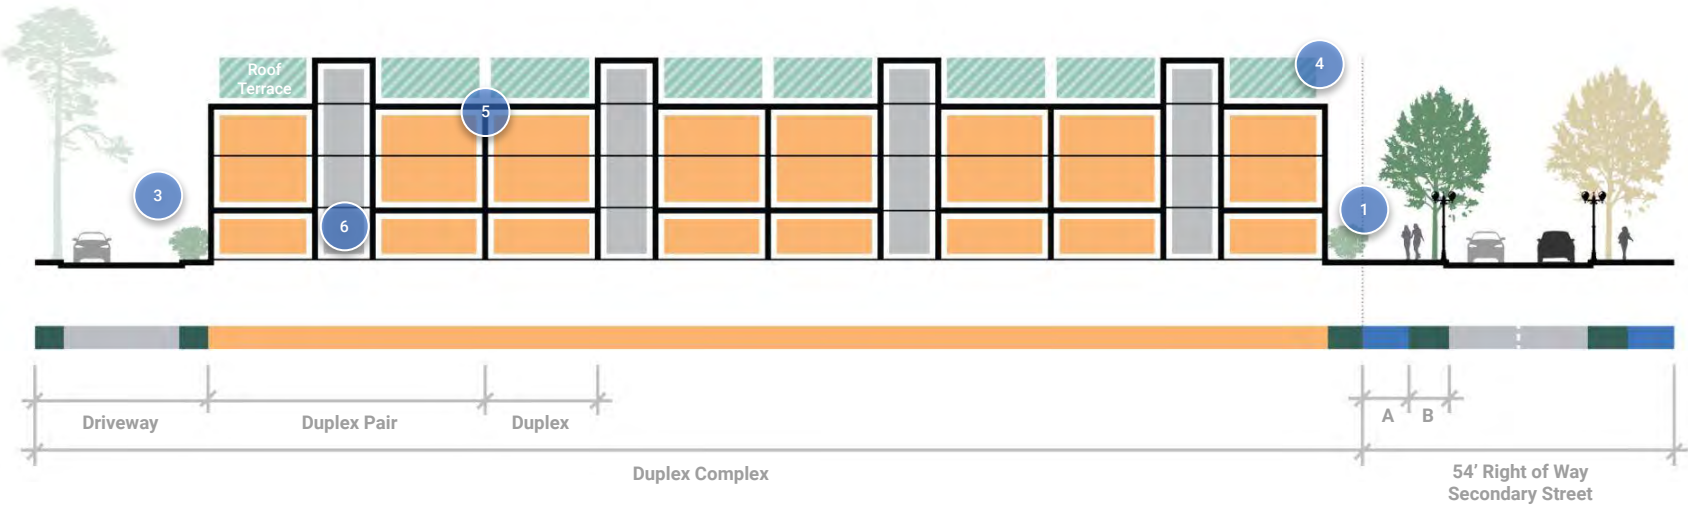 Roof
Terrace
4
5
3
1
6
Driveway
Duplex Pair
Duplex
A
B
Duplex Complex
54’ Right of Way
Secondary Street